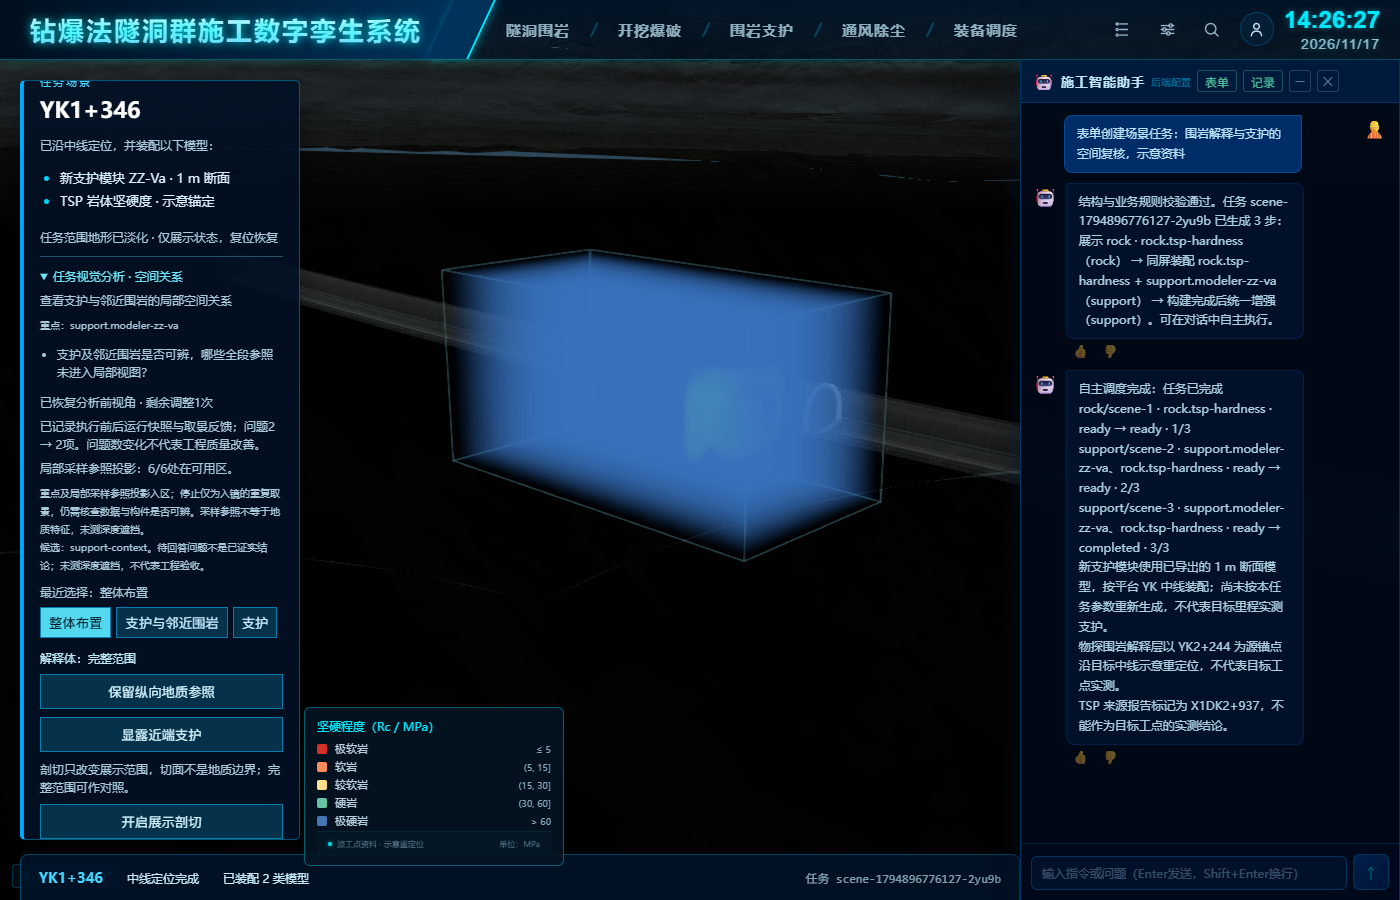 钻爆法隧洞群施工数字孪生系统
隧洞围岩 / 开挖爆破 / 围岩支护 / 通风除尘 / 装备调度
14:26:27
2026/11/17
任务场景
YK1+346
已沿中线定位，并装配以下模型：
• 新支护模块 ZZ-Va · 1 m 断面
• TSP 岩体坚硬度 · 示意锚定
任务范围地形已淡化 · 仅展示状态，复位恢复
▼ 任务视觉分析 · 空间关系
查看支护与邻近围岩的局部空间关系
重点：support.modeler-zz-va
• 支护及邻近围岩是否可辨，哪些全段参照
未进入局部视图？
已恢复分析前视角 · 剩余调整1次
已记录执行前后运行快照与取景反馈；问题2
→ 2项。问题数变化不代表工程质量改善。
局部采样参照投影：6/6处在可用区。
重点及局部采样参照投影入区；停止仅为入镜的重复取
景，仍需核查数据与构件是否可辨。采样参照不等于地
质特征，未测深度遮挡。
候选：support-context。待回答问题不是已证实结
论；未测深度遮挡，不代表工程验收。
最近选择：整体布置
整体布置 支护与邻近围岩 支护
解释体：完整范围
保留纵向地质参照
显露近端支护
剖切只改变展示范围，切面不是地质边界；完
整范围可作对照。
开启展示剖切
坚硬程度（Rc / MPa）
极软岩 ≤ 5
软岩 (5, 15]
较软岩 (15, 30]
硬岩 (30, 60]
极硬岩 > 60
源工点资料 · 示意重定位 单位：MPa
YK1+346 中线定位完成 已装配 2 类模型 任务 scene-1794896776127-2yu9b
施工智能助手 后端配置 表单 记录
表单创建场景任务：围岩解释与支护的
空间复核，示意资料
结构与业务规则校验通过。任务 scene-
1794896776127-2yu9b 已生成 3 步：
展示 rock · rock.tsp-hardness
（rock） → 同屏装配 rock.tsp-
hardness + support.modeler-zz-va
（support） → 构建完成后统一增强
（support）。可在对话中自主执行。
自主调度完成：任务已完成
rock/scene-1 · rock.tsp-hardness ·
ready → ready · 1/3
support/scene-2 · support.modeler-
zz-va、rock.tsp-hardness · ready →
ready · 2/3
support/scene-3 · support.modeler-
zz-va、rock.tsp-hardness · ready →
completed · 3/3
新支护模块使用已导出的 1 m 断面模
型，按平台 YK 中线装配；尚未按本任
务参数重新生成，不代表目标里程实测
支护。
物探围岩解释层以 YK2+244 为源锚点
沿目标中线示意重定位，不代表目标工
点实测。
TSP 来源报告标记为 X1DK2+937，不
能作为目标工点的实测结论。
输入指令或问题（Enter发送，Shift+Enter换行）